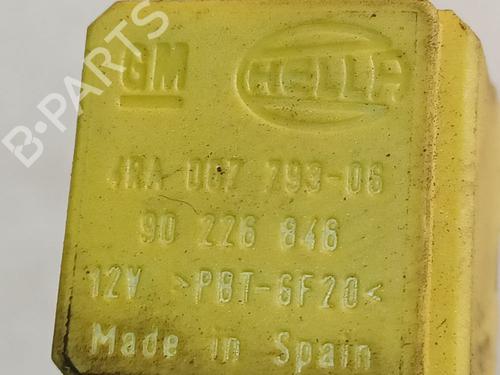 GM HELLA
4RA 007 793-06
90 226 846
12V >PBT-GF20<
Made in Spain
B-PARTS